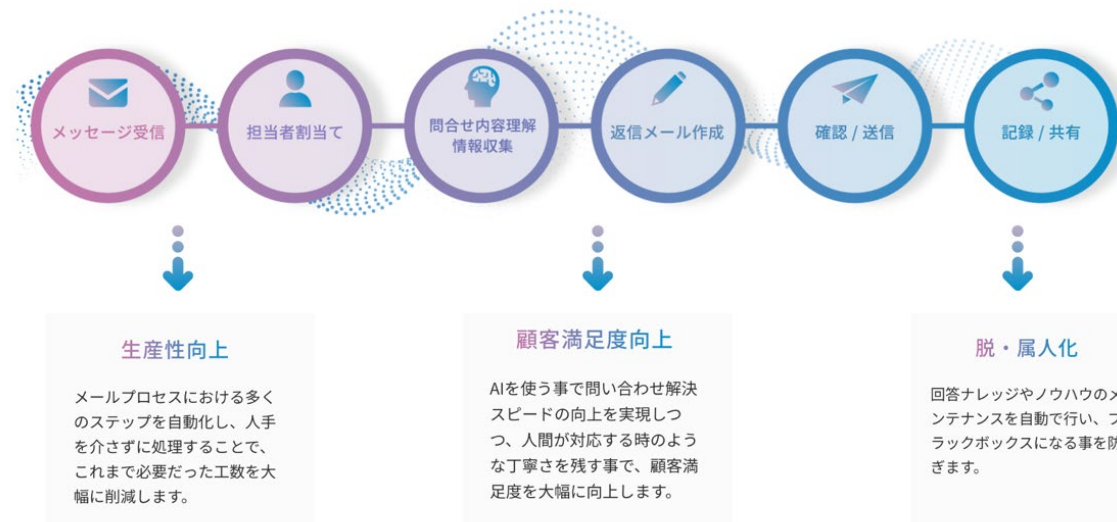 メッセージ受信
担当者割当て
問合せ内容理解
情報収集
返信メール作成
確認 / 送信
記録 / 共有
生産性向上
メールプロセスにおける多く
のステップを自動化し、人手
を介さずに処理することで、
これまで必要だった工数を大
幅に削減します。
顧客満足度向上
AIを使う事で問い合わせ解決
スピードの向上を実現しつ
つ、人間が対応する時のよう
な丁寧さを残す事で、顧客満
足度を大幅に向上します。
脱・属人化
回答ナレッジやノウハウの
ンテナンスを自動で行い、
ラックボックスになる事を
ぎます。